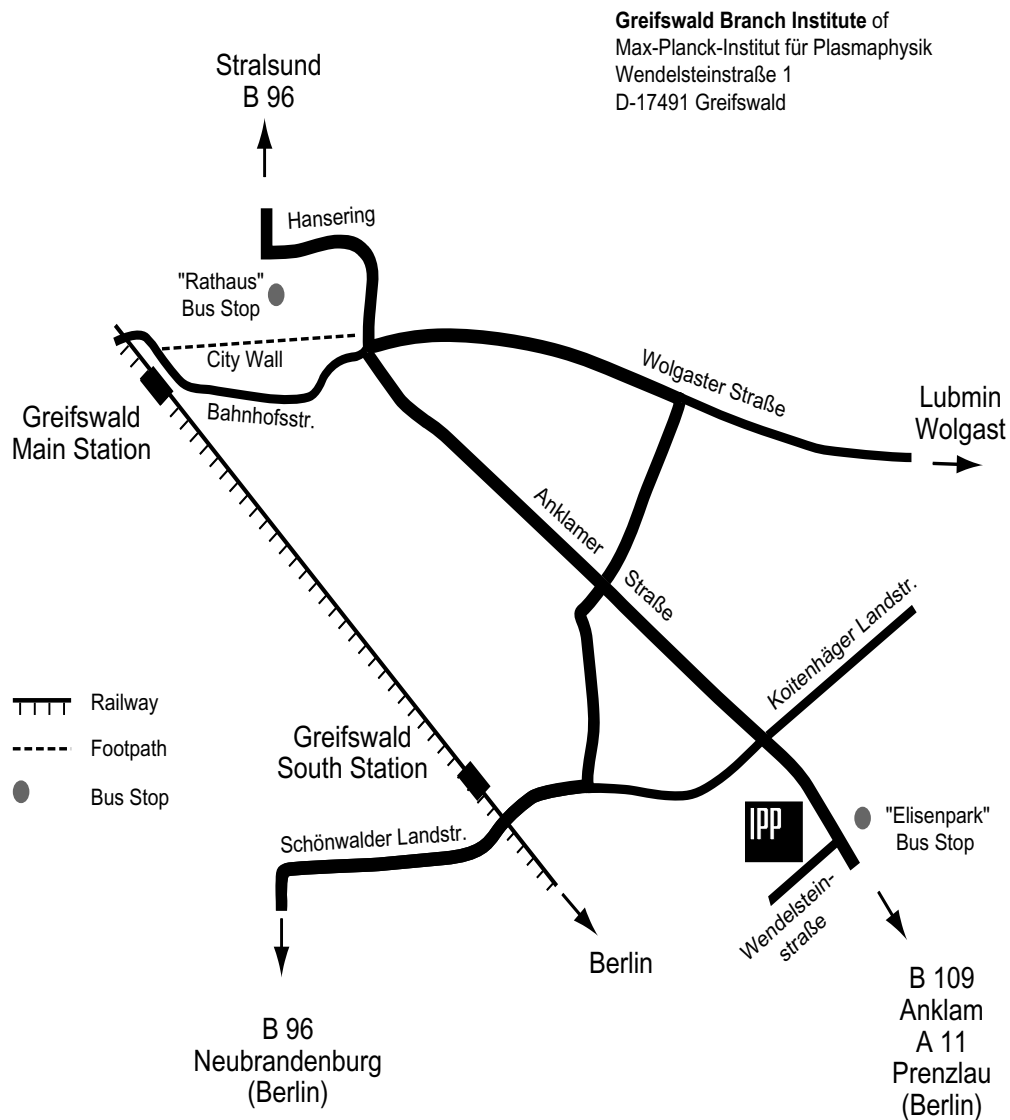 Greifswald Branch Institute of
Max-Planck-Institut für Plasmaphysik
Wendelsteinstraße 1
D-17491 Greifswald
Stralsund
B 96
Hansering
"Rathaus"
Bus Stop
City Wall
Bahnhofsstr.
Greifswald
Main Station
Wolgaster Straße
Lubmin
Wolgast
Anklamer
Straße
Koitenhäger Landstr.
Railway
Footpath
Bus Stop
Greifswald
South Station
Schönwalder Landstr.
IPP
"Elisenpark"
Bus Stop
Wendelstein-
straße
Berlin
B 96
Neubrandenburg
(Berlin)
B 109
Anklam
A 11
Prenzlau
(Berlin)